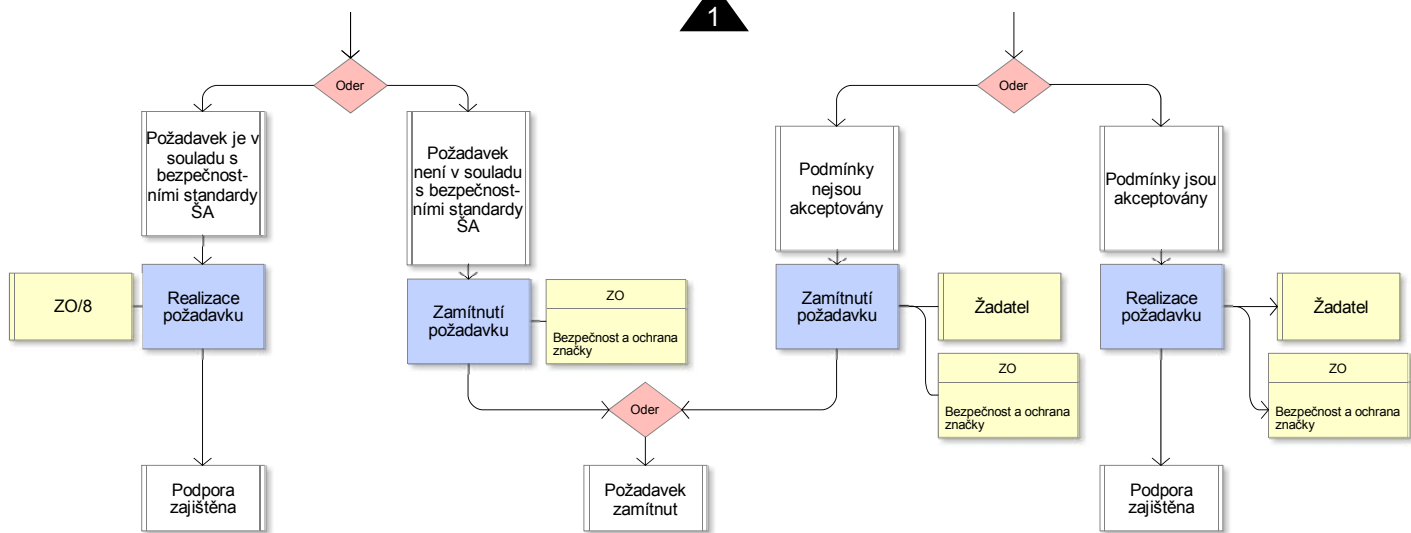 1
Oder
Oder
Požadavek je v
souladu s
bezpečnost-
ními standardy
ŠA
Požadavek
není v souladu
s bezpečnost-
ními standardy
ŠA
Podmínky
nejsou
akceptovány
Podmínky jsou
akceptovány
ZO/8
Realizace
požadavku
Zamítnutí
požadavku
ZO
Bezpečnost a ochrana
značky
Zamítnutí
požadavku
Žadatel
ZO
Bezpečnost a ochrana
značky
Realizace
požadavku
Žadatel
ZO
Bezpečnost a ochrana
značky
Oder
Podpora
zajištěna
Požadavek
zamítnut
Podpora
zajištěna